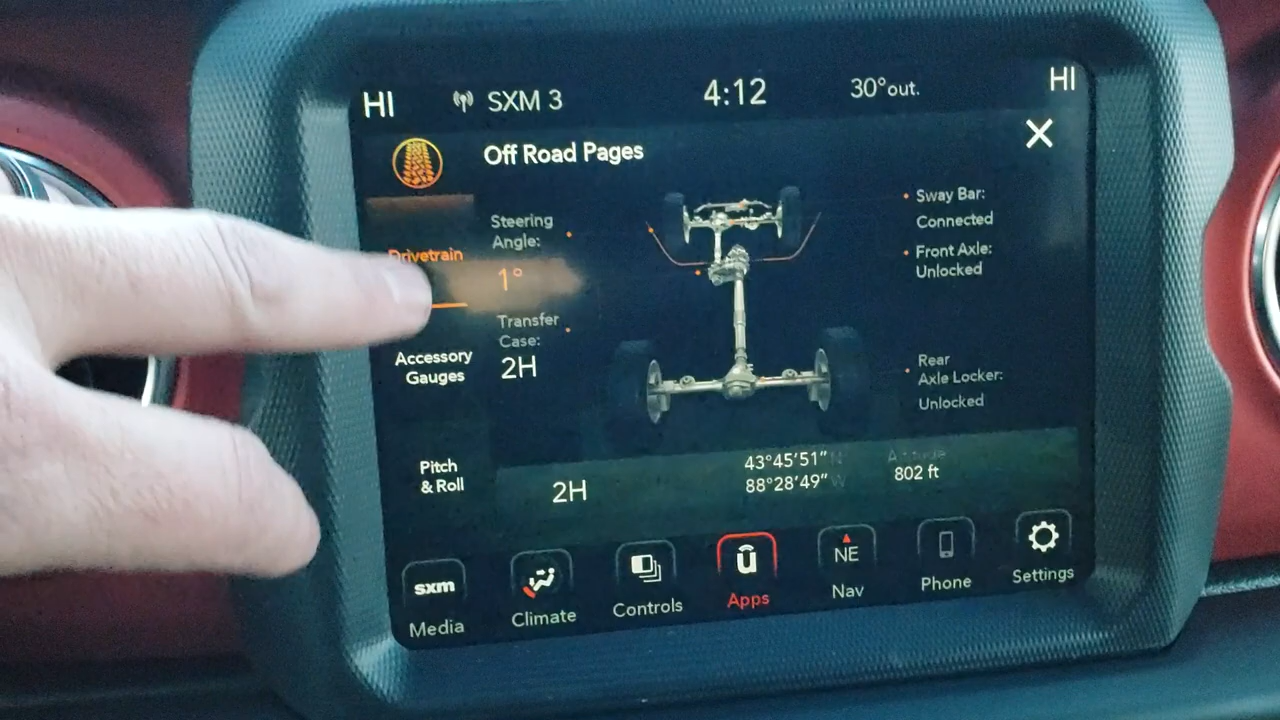 HI SXM 3 4:12 30°out. HI
Off Road Pages
Drivetrain
Steering
Angle:
1°
Transfer
Case:
2H
Accessory
Gauges
Pitch
& Roll
Sway Bar:
Connected
Front Axle:
Unlocked
Rear
Axle Locker:
Unlocked
2H
43°45'51" N
88°28'49" W
Altitude
802 ft
sxm
Media
Climate
Controls
ū
Apps
NE
Nav
Phone
Settings